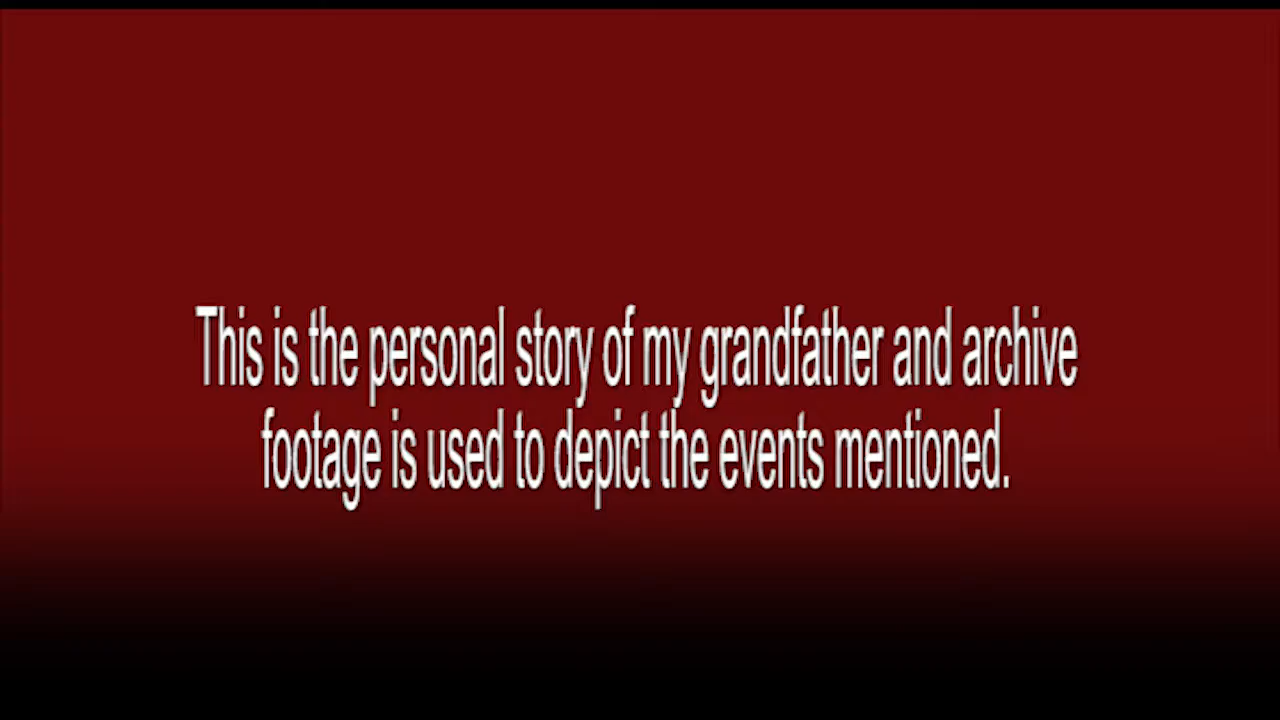 This is the personal story of my grandfather and archive
footage is used to depict the events mentioned.